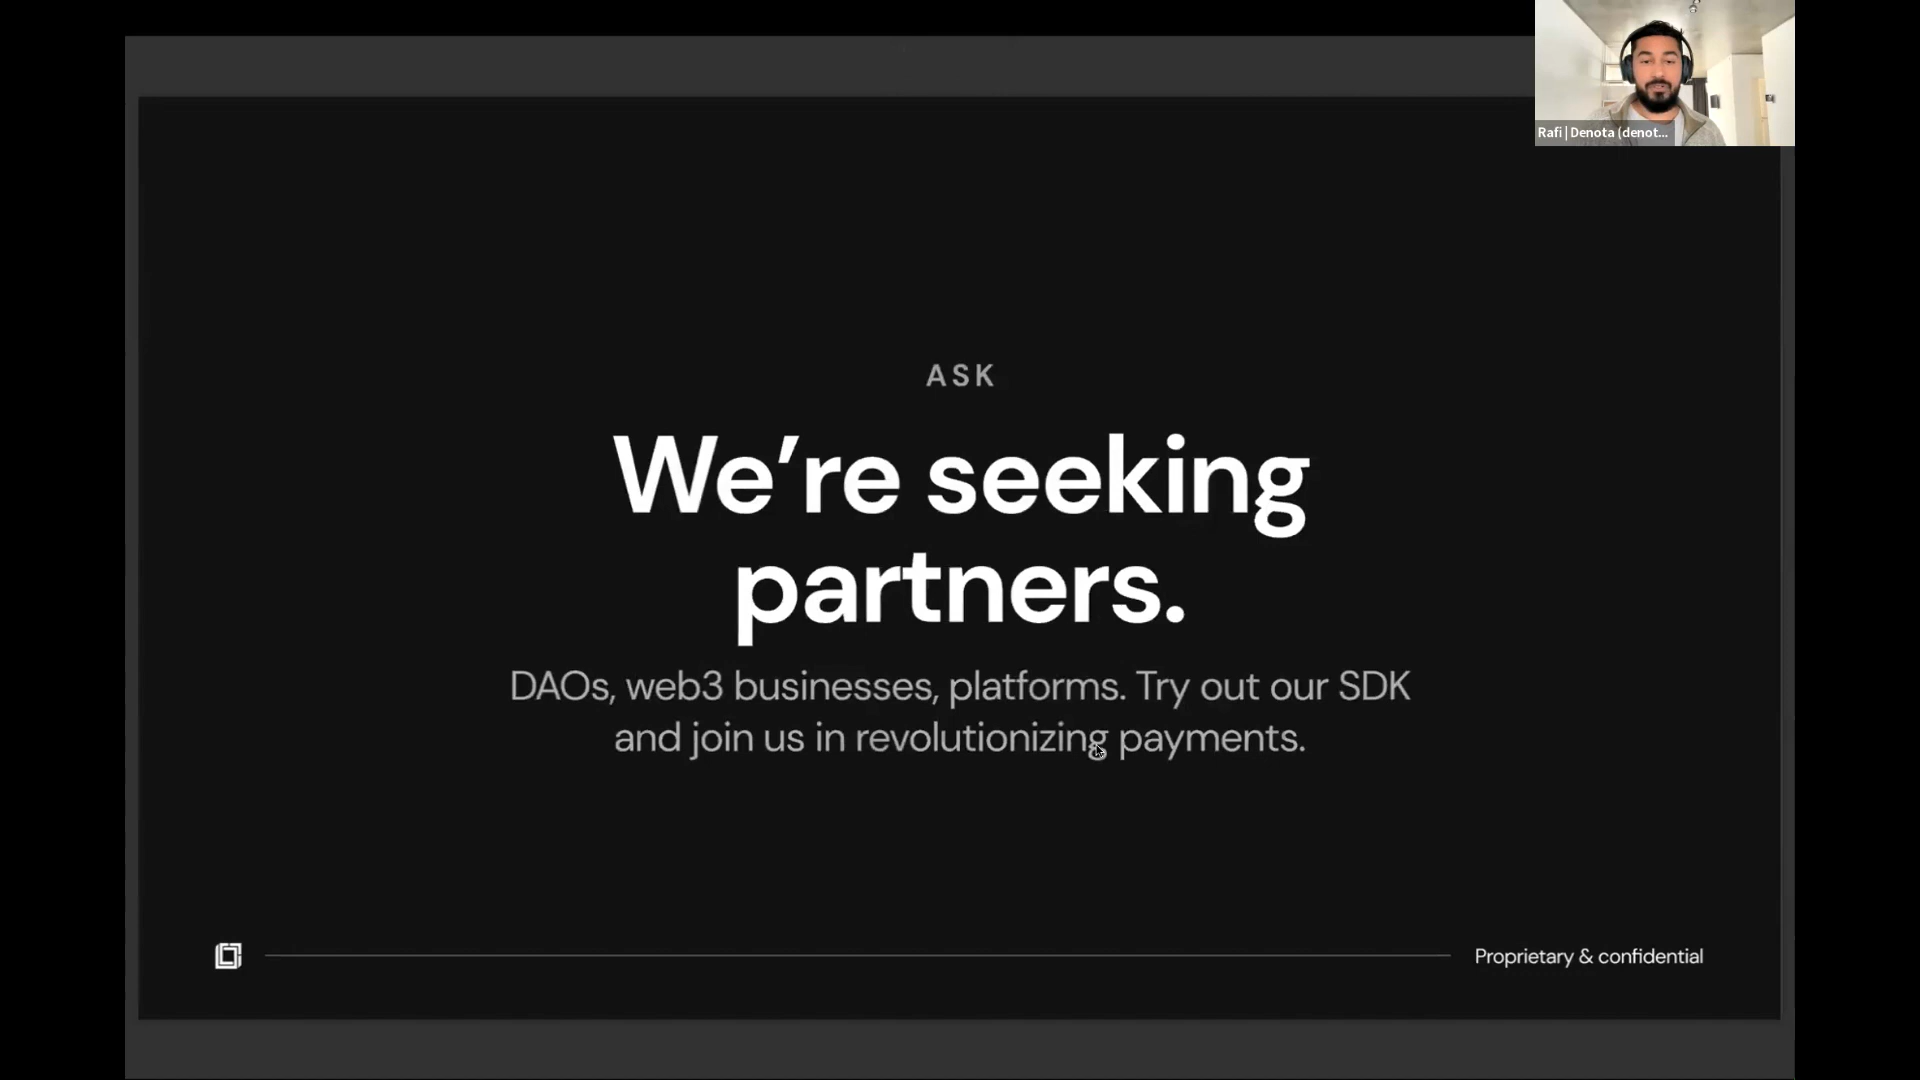 Rafi | Denota (denot...
ASK
We’re seeking
partners.
DAOs, web3 businesses, platforms. Try out our SDK
and join us in revolutionizing payments.
Proprietary & confidential